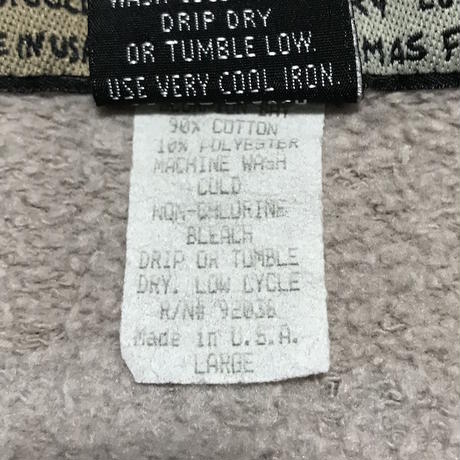 DRIP DRY
OR TUMBLE LOW.
USE VERY COOL IRON.
E IN USA
MAS F
90% COTTON
10% POLYESTER
MACHINE WASH
COLD
NON-CHLORINE
BLEACH
DRIP OR TUMBLE
DRY. LOW CYCLE
R/N# 92036
Made in U.S.A.
LARGE